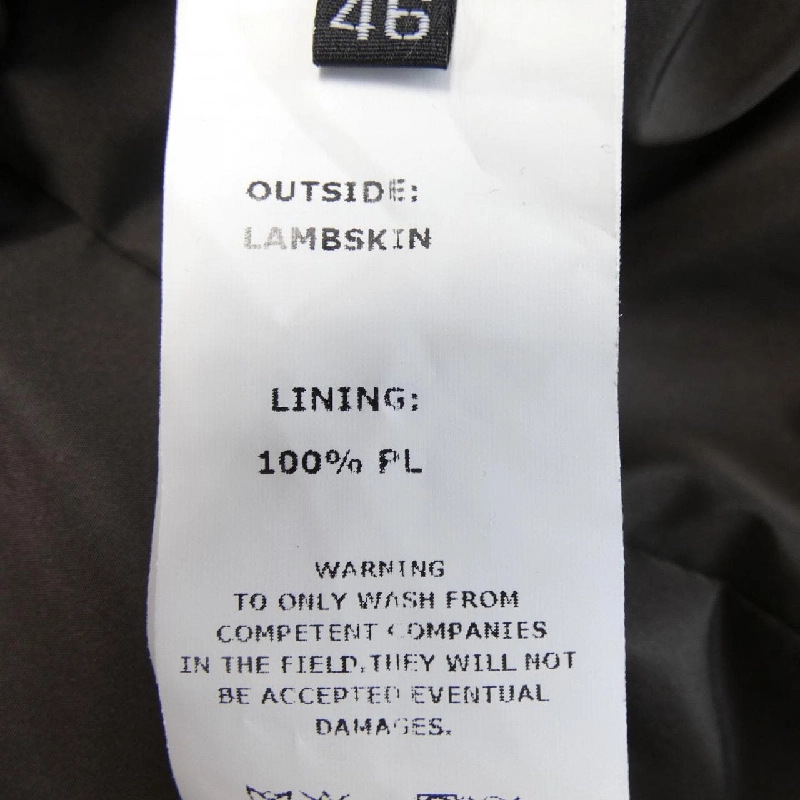 46
OUTSIDE:
LAMBSKIN
LINING:
100% PL
WARNING
TO ONLY WASH FROM
COMPETENT COMPANIES
IN THE FIELD.THEY WILL NOT
BE ACCEPTED EVENTUAL
DAMAGES.